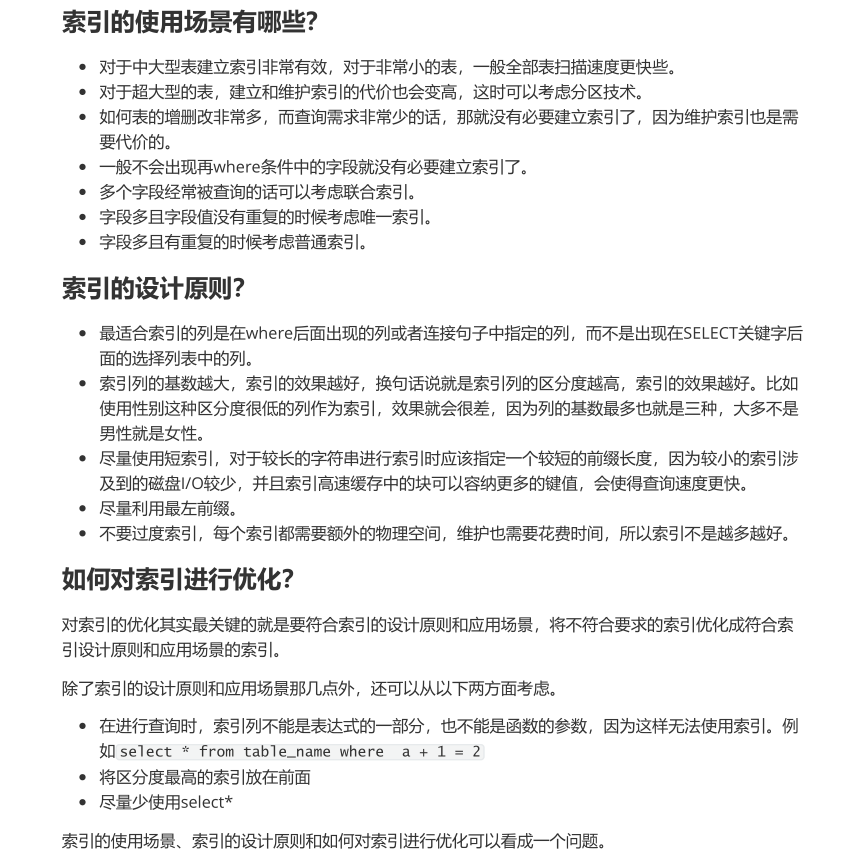 索引的使用场景有哪些？
对于中大型表建立索引非常有效，对于非常小的表，一般全部表扫描速度更快些。
对于超大型的表，建立和维护索引的代价也会变高，这时可以考虑分区技术。
如何表的增删改非常多，而查询需求非常少的话，那就没有必要建立索引了，因为维护索引也是需
要代价的。
一般不会出现再where条件中的字段就没有必要建立索引了。
多个字段经常被查询的话可以考虑联合索引。
字段多且字段值没有重复的时候考虑唯一索引。
字段多且有重复的时候考虑普通索引。
索引的设计原则？
最适合索引的列是在where后面出现的列或者连接句子中指定的列，而不是出现在SELECT关键字后
面的选择列表中的列。
索引列的基数越大，索引的效果越好，换句话说就是索引列的区分度越高，索引的效果越好。比如
使用性别这种区分度很低的列作为索引，效果就会很差，因为列的基数最多也就是三种，大多不是
男性就是女性。
尽量使用短索引，对于较长的字符串进行索引时应该指定一个较短的前缀长度，因为较小的索引涉
及到的磁盘I/O较少，并且索引高速缓存中的块可以容纳更多的键值，会使得查询速度更快。
尽量利用最左前缀。
不要过度索引，每个索引都需要额外的物理空间，维护也需要花费时间，所以索引不是越多越好。
如何对索引进行优化？
对索引的优化其实最关键的就是要符合索引的设计原则和应用场景，将不符合要求的索引优化成符合索
引设计原则和应用场景的索引。
除了索引的设计原则和应用场景那几点外，还可以从以下两方面考虑。
在进行查询时，索引列不能是表达式的一部分，也不能是函数的参数，因为这样无法使用索引。例
如 select * from table_name where  a + 1 = 2
将区分度最高的索引放在前面
尽量少使用select*
索引的使用场景、索引的设计原则和如何对索引进行优化可以看成一个问题。